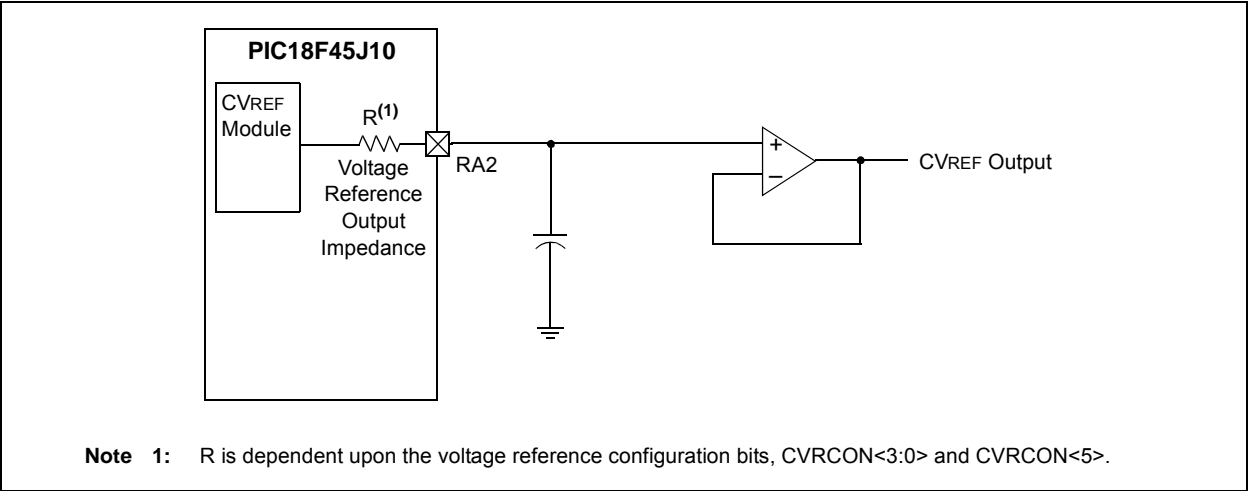 PIC18F45J10
CVREF
Module
R(1)
Voltage
Reference
Output
Impedance
RA2
+
–
CVREF Output
Note 1: R is dependent upon the voltage reference configuration bits, CVRCON<3:0> and CVRCON<5>.